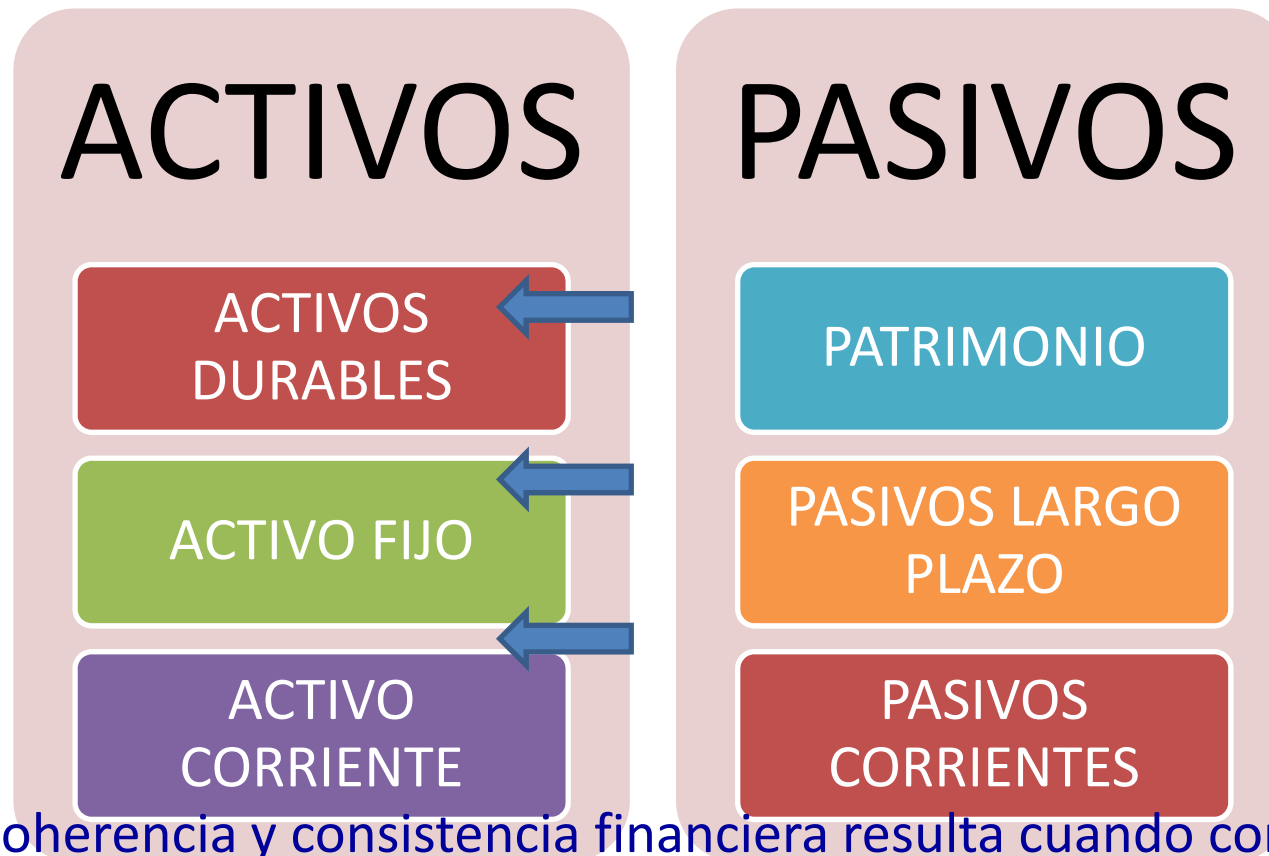 ACTIVOS
ACTIVOS
DURABLES
ACTIVO FIJO
ACTIVO
CORRIENTE
PASIVOS
PATRIMONIO
PASIVOS LARGO
PLAZO
PASIVOS
CORRIENTES
oherencia y consistencia financiera resulta cuando